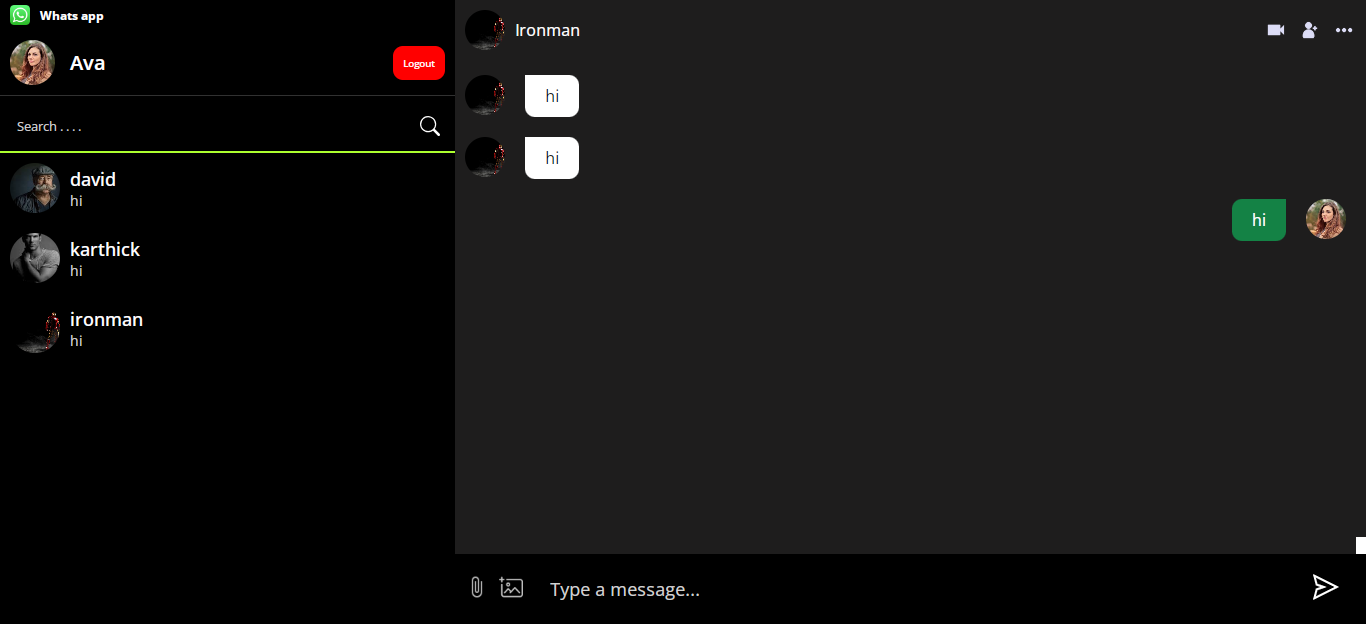 Whats app
Ava
Logout
Search . . . .
david
hi
karthick
hi
ironman
hi
Ironman
hi
hi
hi
Type a message...